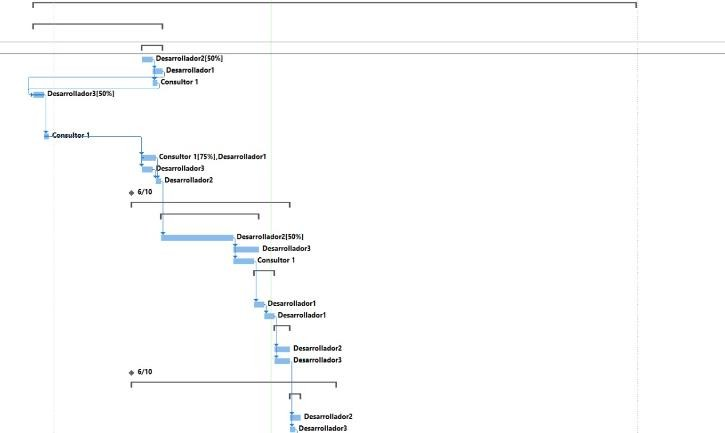 Desarrollador2[50%]
Desarrollador1
Consultor 1
Desarrollador3[50%]
Consultor 1
Consultor 1[75%],Desarrollador1
Desarrollador3
Desarrollador2
6/10
Desarrollador2[50%]
Desarrollador3
Consultor 1
Desarrollador1
Desarrollador1
Desarrollador2
Desarrollador3
6/10
Desarrollador2
Desarrollador3